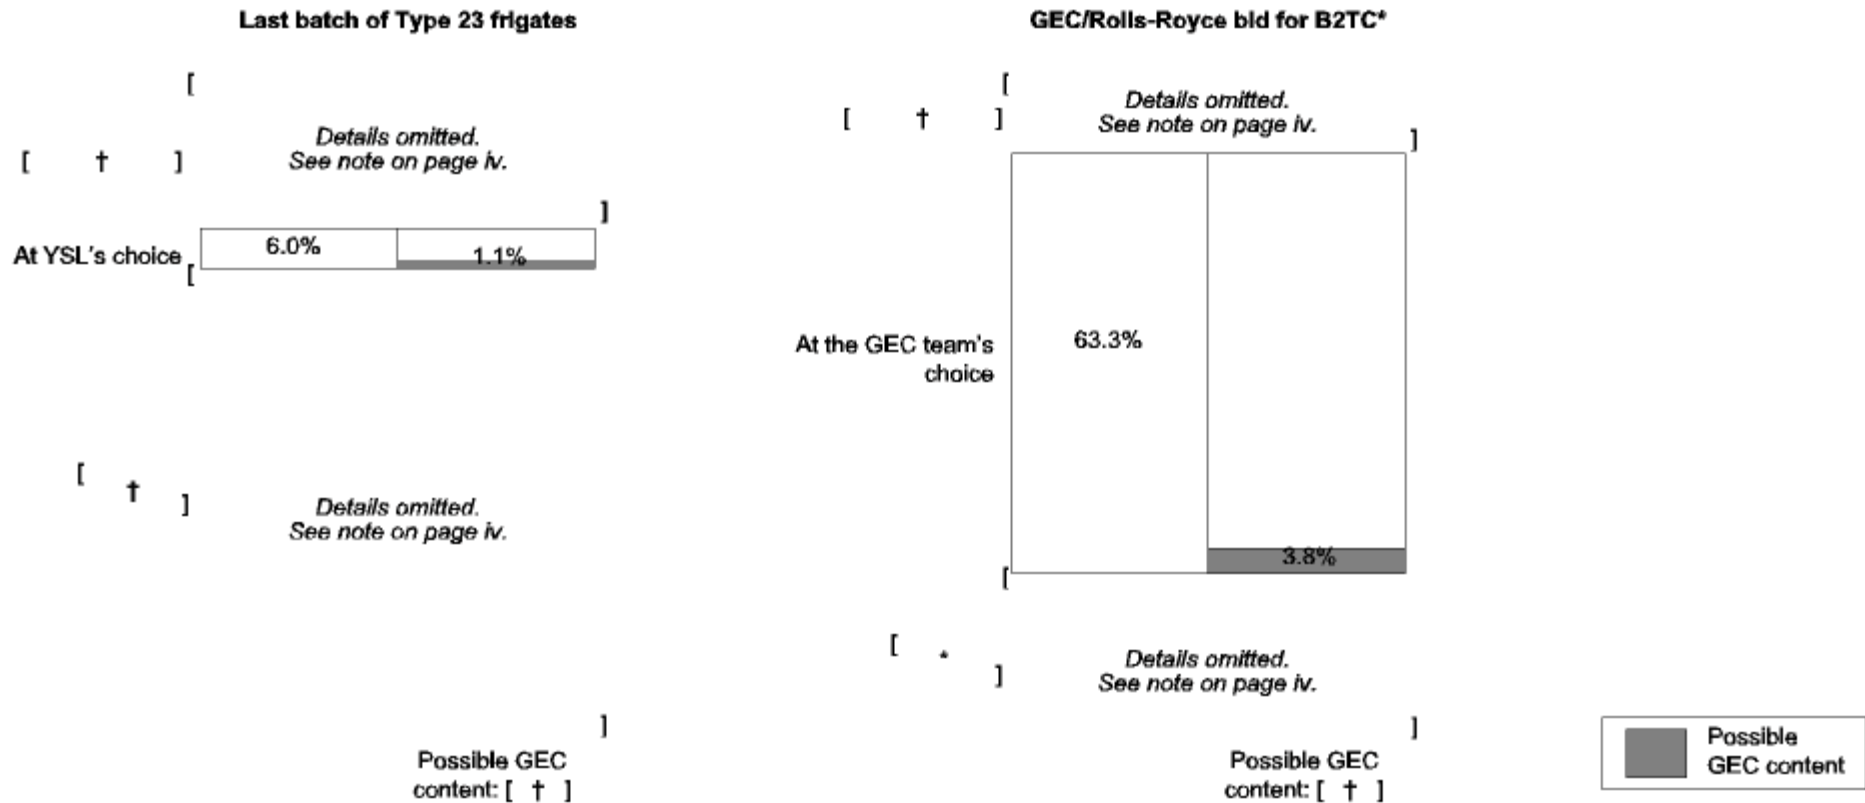 Last batch of Type 23 frigates
[
Details omitted.
[ † ] See note on page iv.
]
At YSL's choice 6.0% 1.1%
[
[ † ]
Details omitted.
See note on page iv.
]
Possible GEC
content: [ † ]
GEC/Rolls-Royce bid for B2TC*
[
Details omitted.
[ † ] See note on page iv.
]
At the GEC team's
choice
63.3%
3.8%
[
[ * ]
Details omitted.
See note on page iv.
]
Possible GEC
content: [ † ]
Possible
GEC content